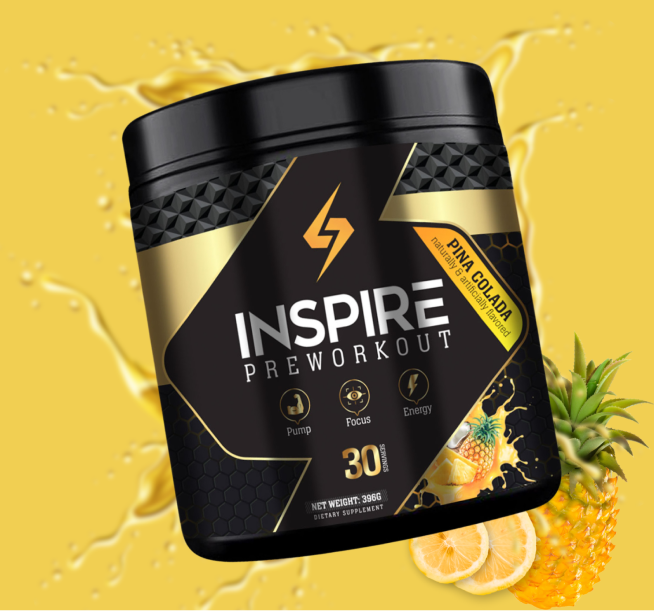 INSPIRE
PREWORKOUT
PINA COLADA
naturally & artificially flavored
Pump
Focus
Energy
30 SERVINGS
NET WEIGHT: 396G
DIETARY SUPPLEMENT